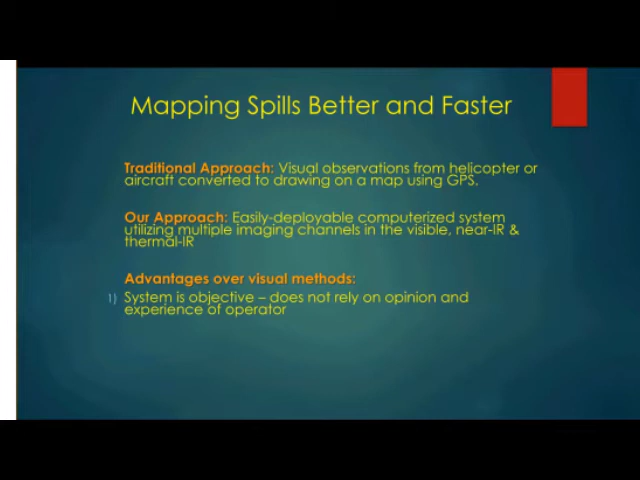 Mapping Spills Better and Faster
Traditional Approach: Visual observations from helicopter or
aircraft converted to drawing on a map using GPS.
Our Approach: Easily-deployable computerized system
utilizing multiple imaging channels in the visible, near-IR &
thermal-IR
Advantages over visual methods:
1) System is objective – does not rely on opinion and
experience of operator